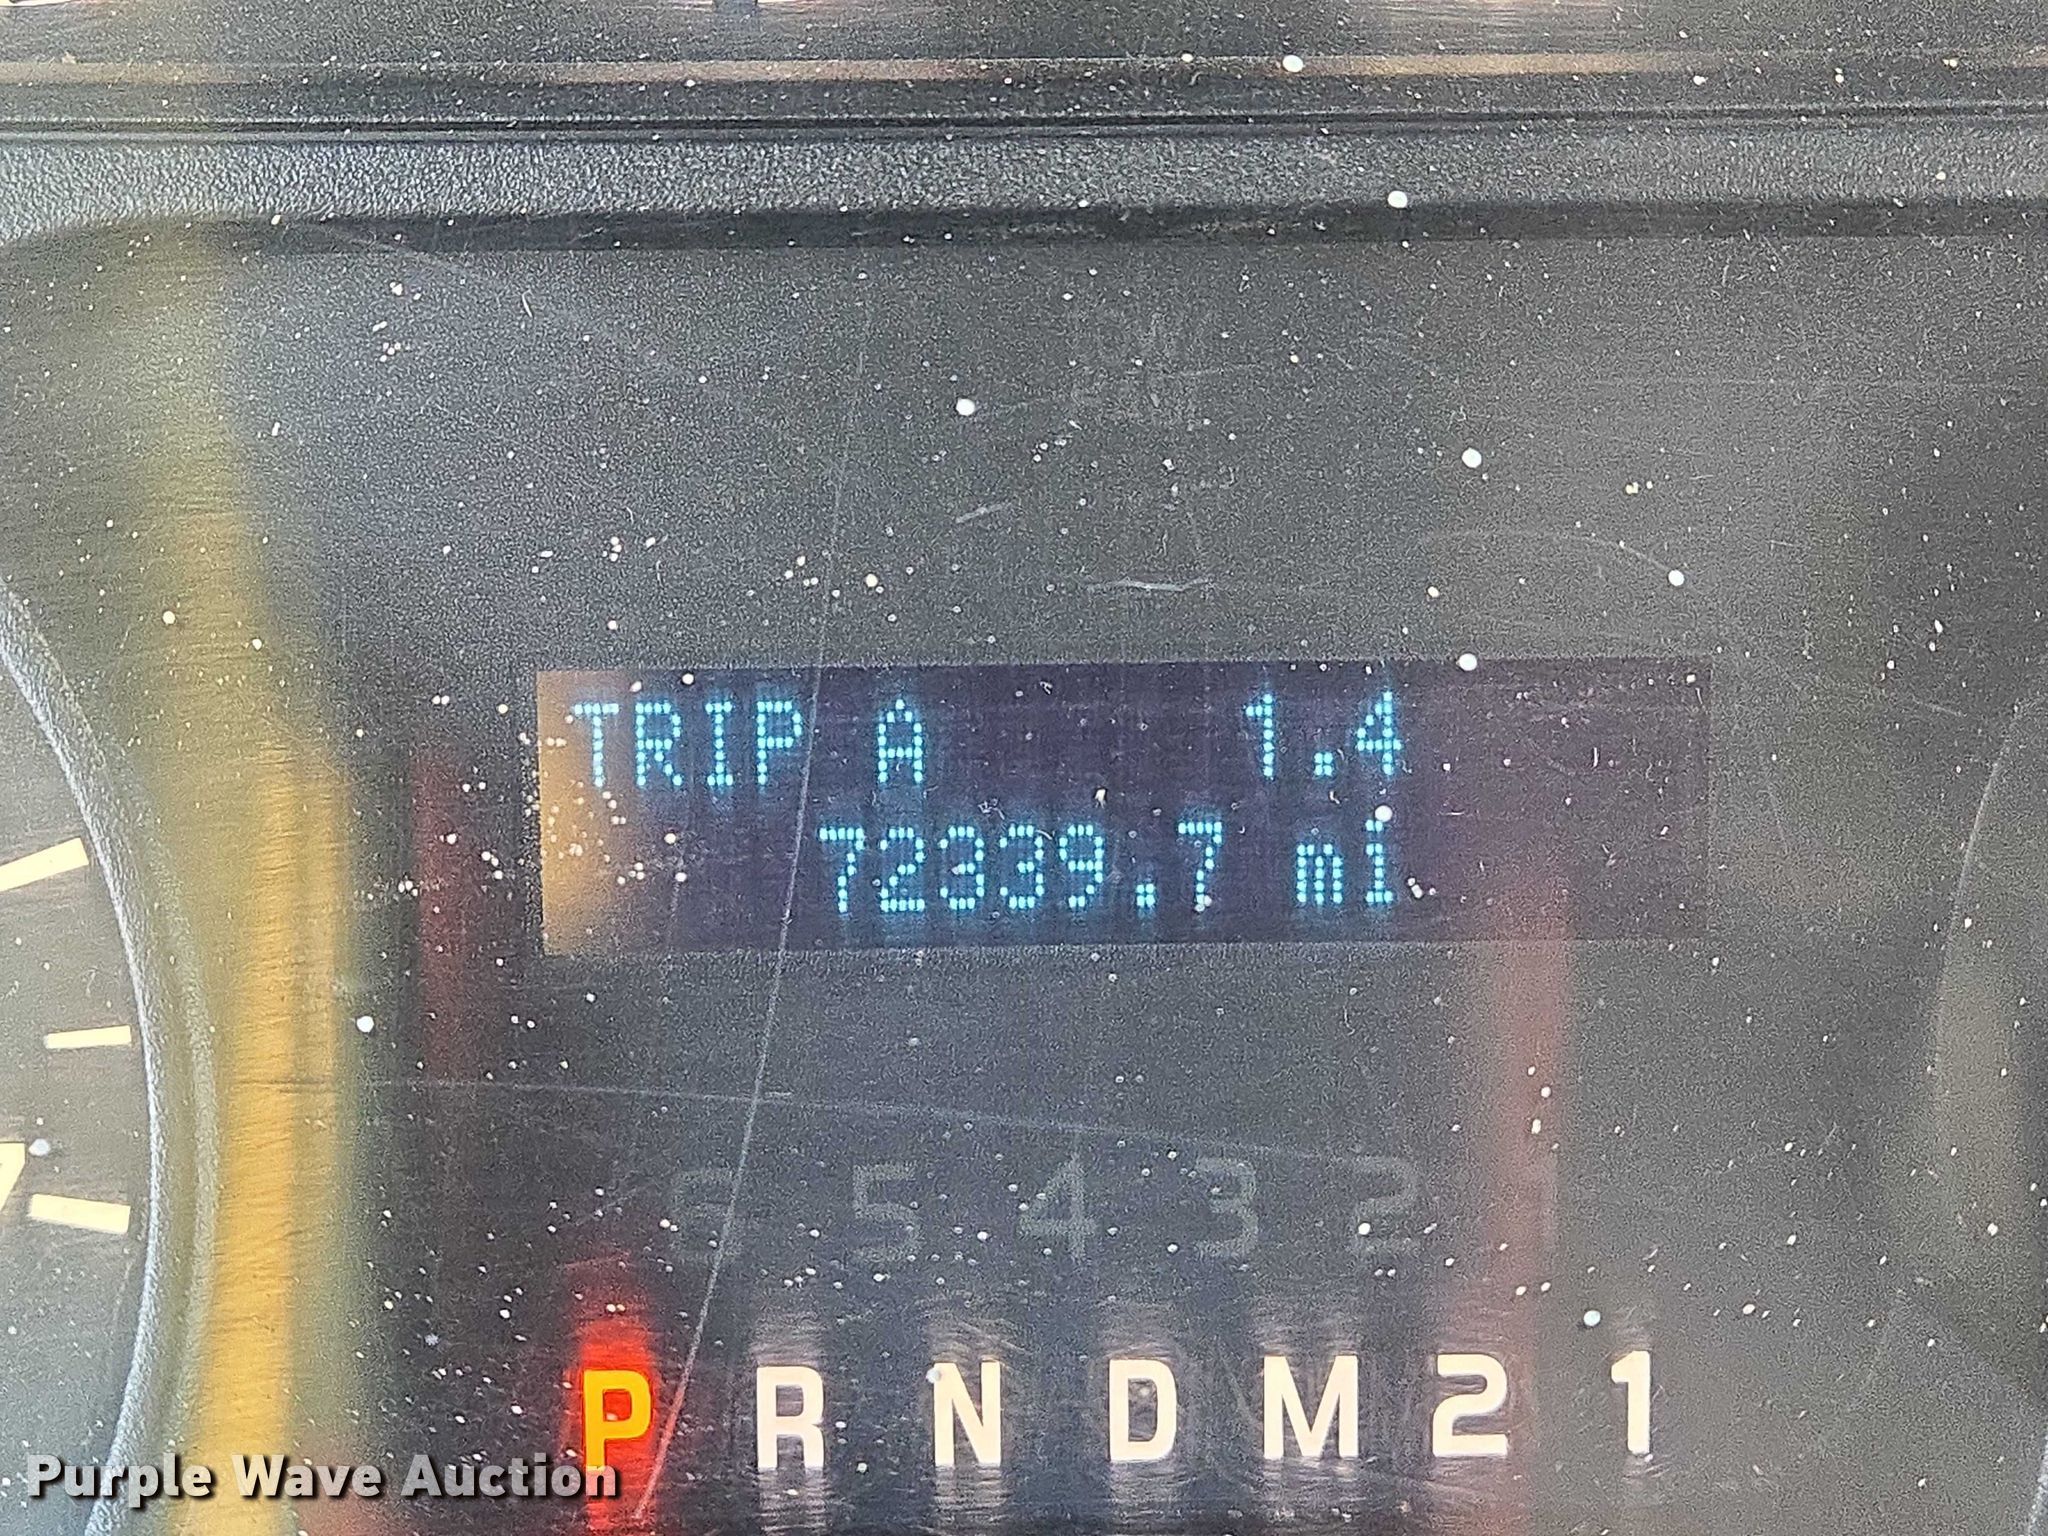 TRIP A 1.4
72339.7 mi
6 5 4 3 2
P R N D M 2 1
Purple Wave Auction